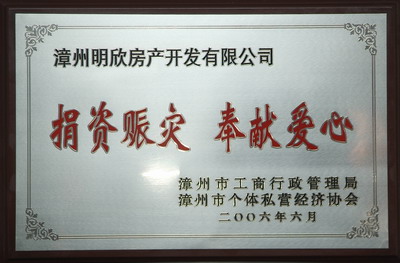 漳州明欣房产开发有限公司
捐资赈灾 奉献爱心
漳州市工商行政管理局
漳州市个体私营经济协会
二〇〇六年六月